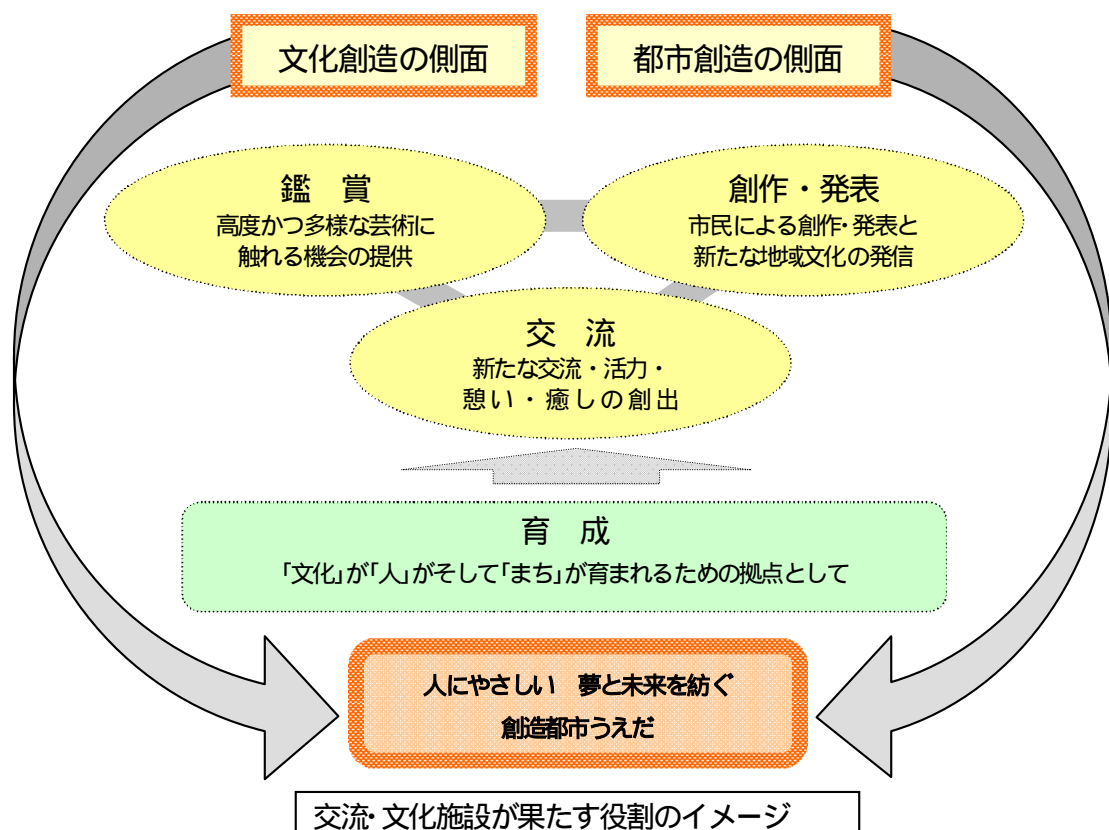 文化創造の側面
都市創造の側面
鑑　賞
高度かつ多様な芸術に
触れる機会の提供
創作・発表
市民による創作・発表と
新たな地域文化の発信
交　流
新たな交流・活力・
憩い・癒しの創出
育　成
「文化」が「人」がそして「まち」が育まれるための拠点として
人にやさしい　夢と未来を紡ぐ
創造都市うえだ
交流・文化施設が果たす役割のイメージ